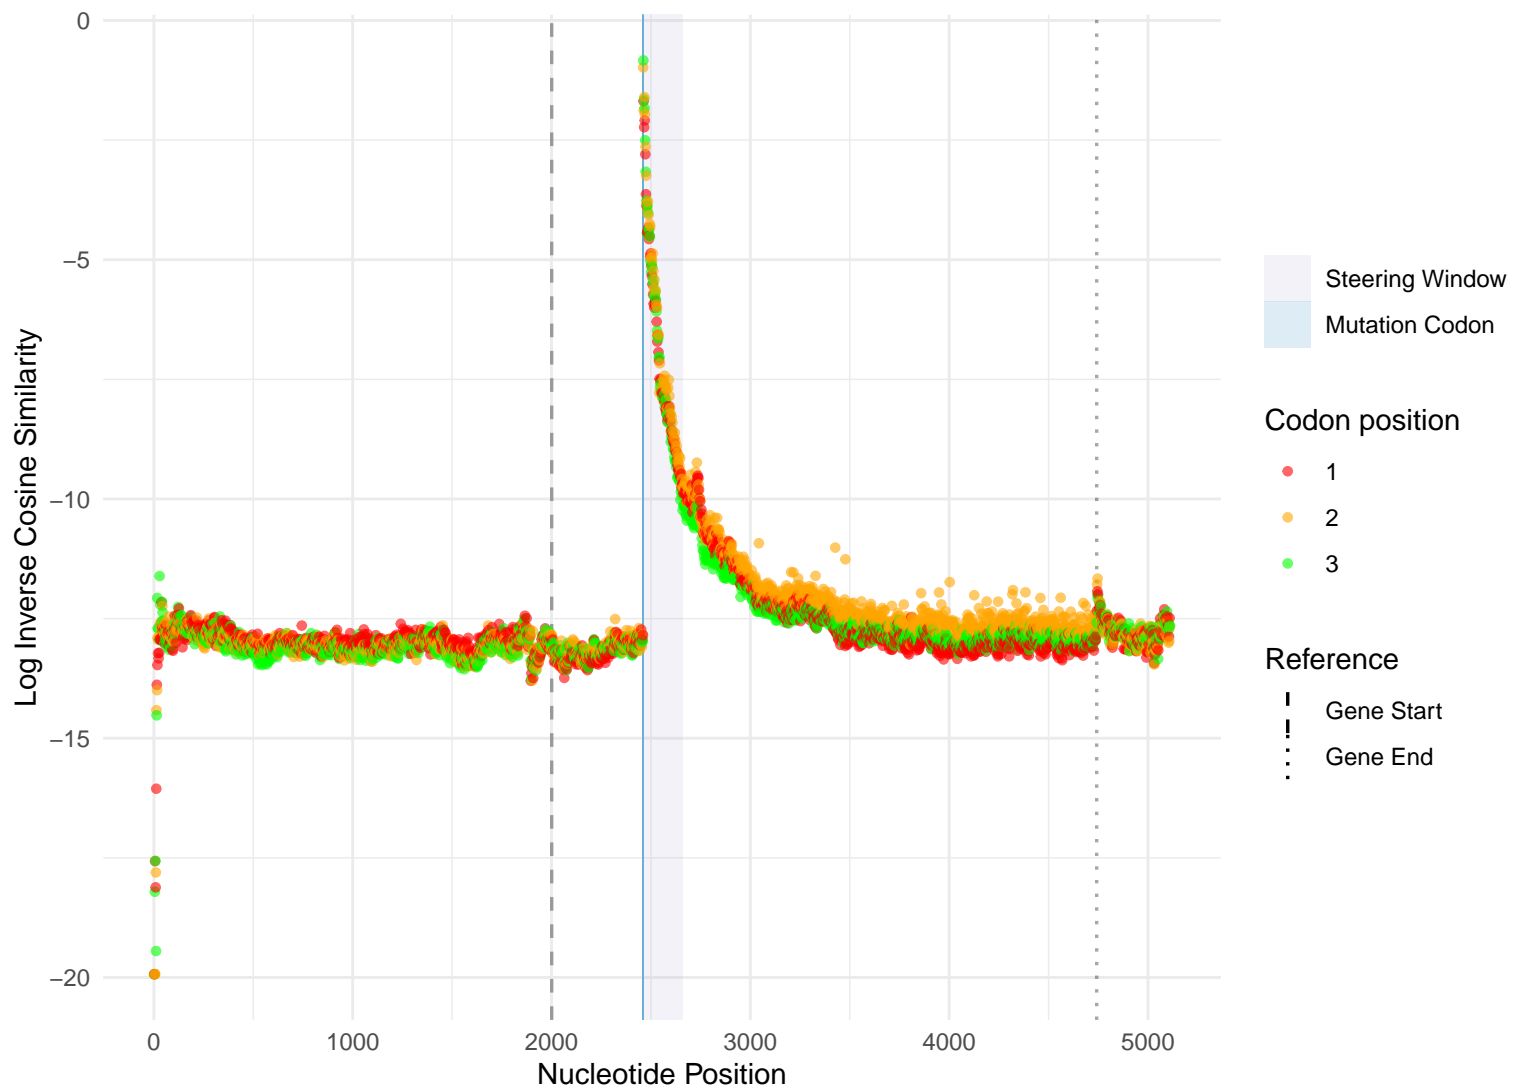 0
−5
−10
−15
−20
Log Inverse Cosine Similarity
0 1000 2000 3000 4000 5000
Nucleotide Position
Steering Window
Mutation Codon
Codon position
1
2
3
Reference
Gene Start
Gene End